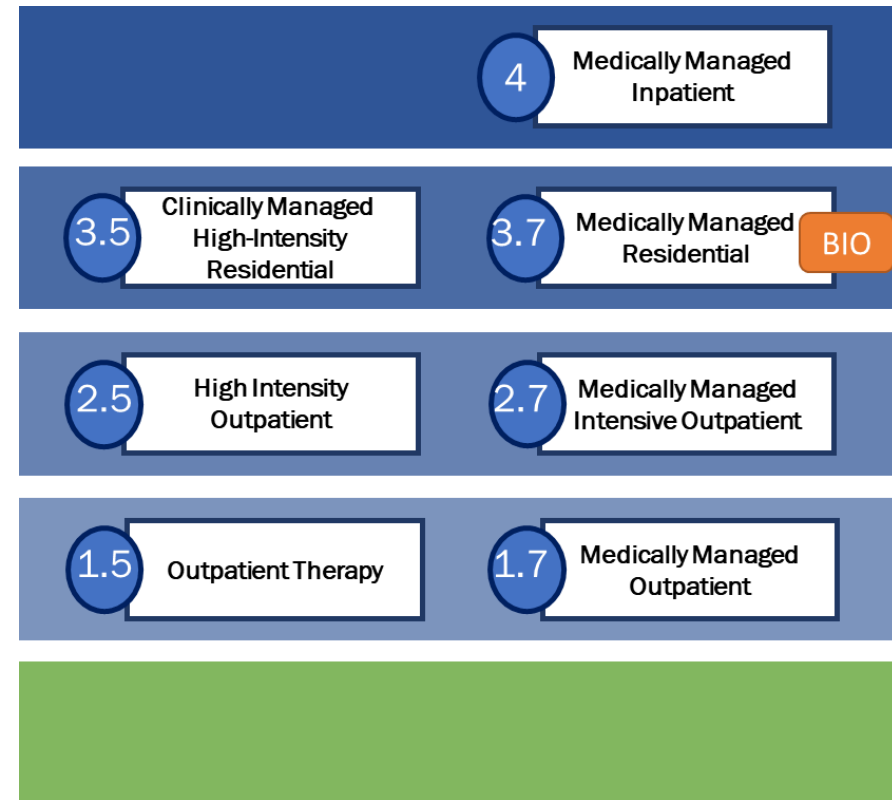 4
Medically Managed
Inpatient
3.5
Clinically Managed
High-Intensity
Residential
3.7
Medically Managed
Residential
BIO
2.5
High Intensity
Outpatient
2.7
Medically Managed
Intensive Outpatient
1.5
Outpatient Therapy
1.7
Medically Managed
Outpatient